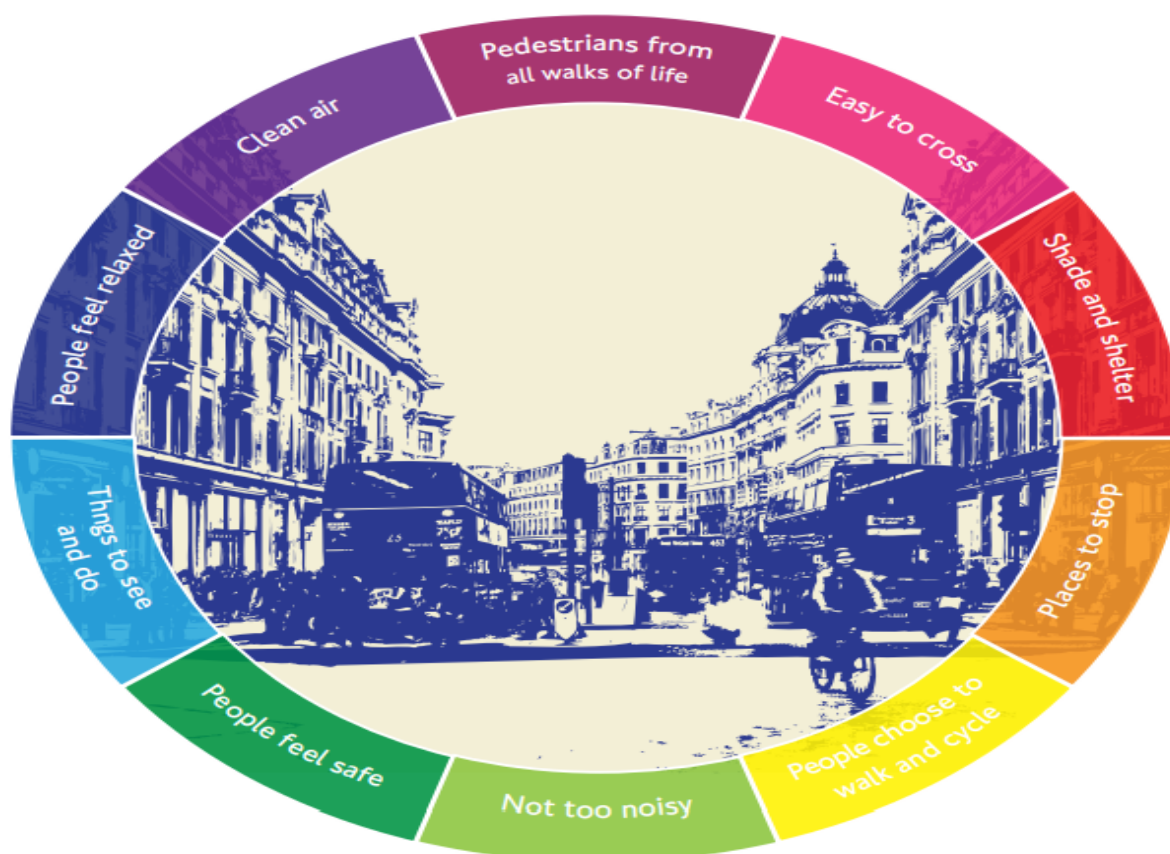 Pedestrians from
all walks of life
Easy to cross
Shade and shelter
Places to stop
People choose to
walk and cycle
Not too noisy
People feel safe
Things to see
and do
People feel relaxed
Clean air